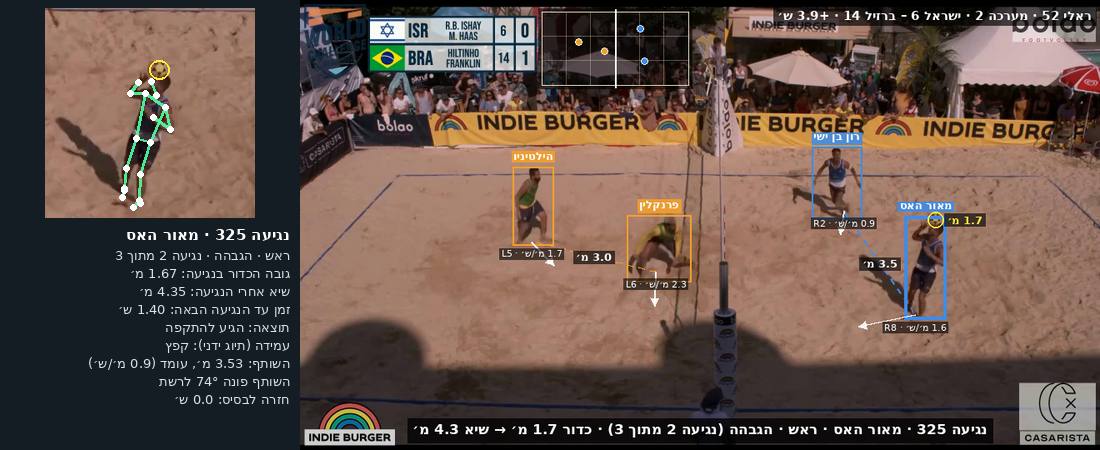 ראלי 52 · מערכה 2 · ישראל 6 – ברזיל 14 · +3.9 ש׳
ISR R.B. ISHAY M. HAAS 6 0
BRA HILTINHO FRANKLIN 14 1
INDIE BURGER
bolao
FOOTVOLLEY
bolao
INDIE BURGER
bolao
INDIE BURGER
INDIE BURGER
CASARISTA
רון בן ישי
הילטיניו
פרנקלין
מאור האס
1.7 מ׳
R2 · 0.9 מ׳/ש׳
L5 · 1.7 מ׳/ש׳
3.0 מ׳
3.5 מ׳
L6 · 2.3 מ׳/ש׳
R8 · 1.6 מ׳/ש׳
נגיעה 325 · מאור האס
ראש · הגבהה · נגיעה 2 מתוך 3
גובה הכדור בנגיעה: 1.67 מ׳
שיא אחרי הנגיעה: 4.35 מ׳
זמן עד הנגיעה הבאה: 1.40 ש׳
תוצאה: הגיע להתקפה
עמידה (תיוג ידני): קפץ
השותף: 3.53 מ׳, עומד (0.9 מ׳/ש׳)
השותף פונה 74° לרשת
חזרה לבסיס: 0.0 ש׳
INDIE BURGER
נגיעה 325 · מאור האס · ראש · הגבהה (נגיעה 2 מתוך 3) · כדור 1.7 מ׳ → שיא 4.3 מ׳
CASARISTA